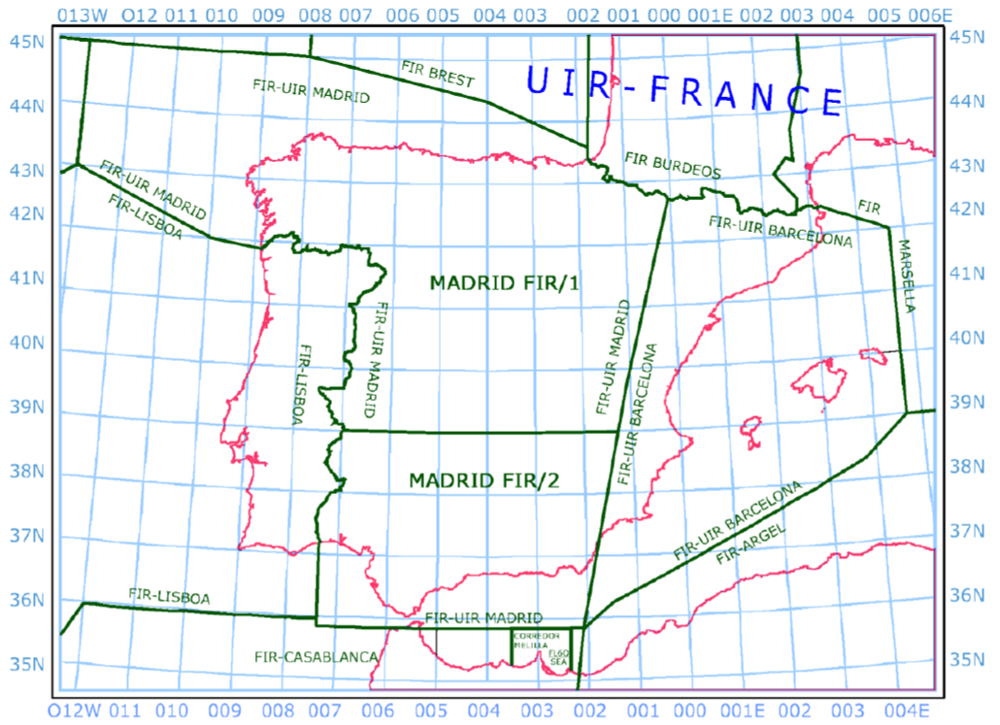 013W O12 011 010 009 008 007 006 005 004 003 002 001 000 001E 002 003 004 005 006E
45N 45N
FIR BREST
UIR-FRANCE
FIR-UIR MADRID
44N 44N
FIR BURDEOS
43N 43N
FIR-UIR MADRID
FIR-LISBOA
FIR
MARSELLA
42N 42N
FIR-UIR BARCELONA
41N 41N
MADRID FIR/1
FIR-UIR MADRID
FIR-LISBOA
FIR-UIR MADRID
FIR-UIR BARCELONA
40N 40N
39N 39N
38N 38N
MADRID FIR/2
FIR-UIR BARCELONA
FIR-ARGEL
37N 37N
36N 36N
FIR-LISBOA
FIR-UIR MADRID
CORREDOR
MELILLA
FL60
SEA
FIR-CASABLANCA
35N 35N
O12W 011 010 009 008 007 006 005 004 003 002 001 000 001E 002 003 004E